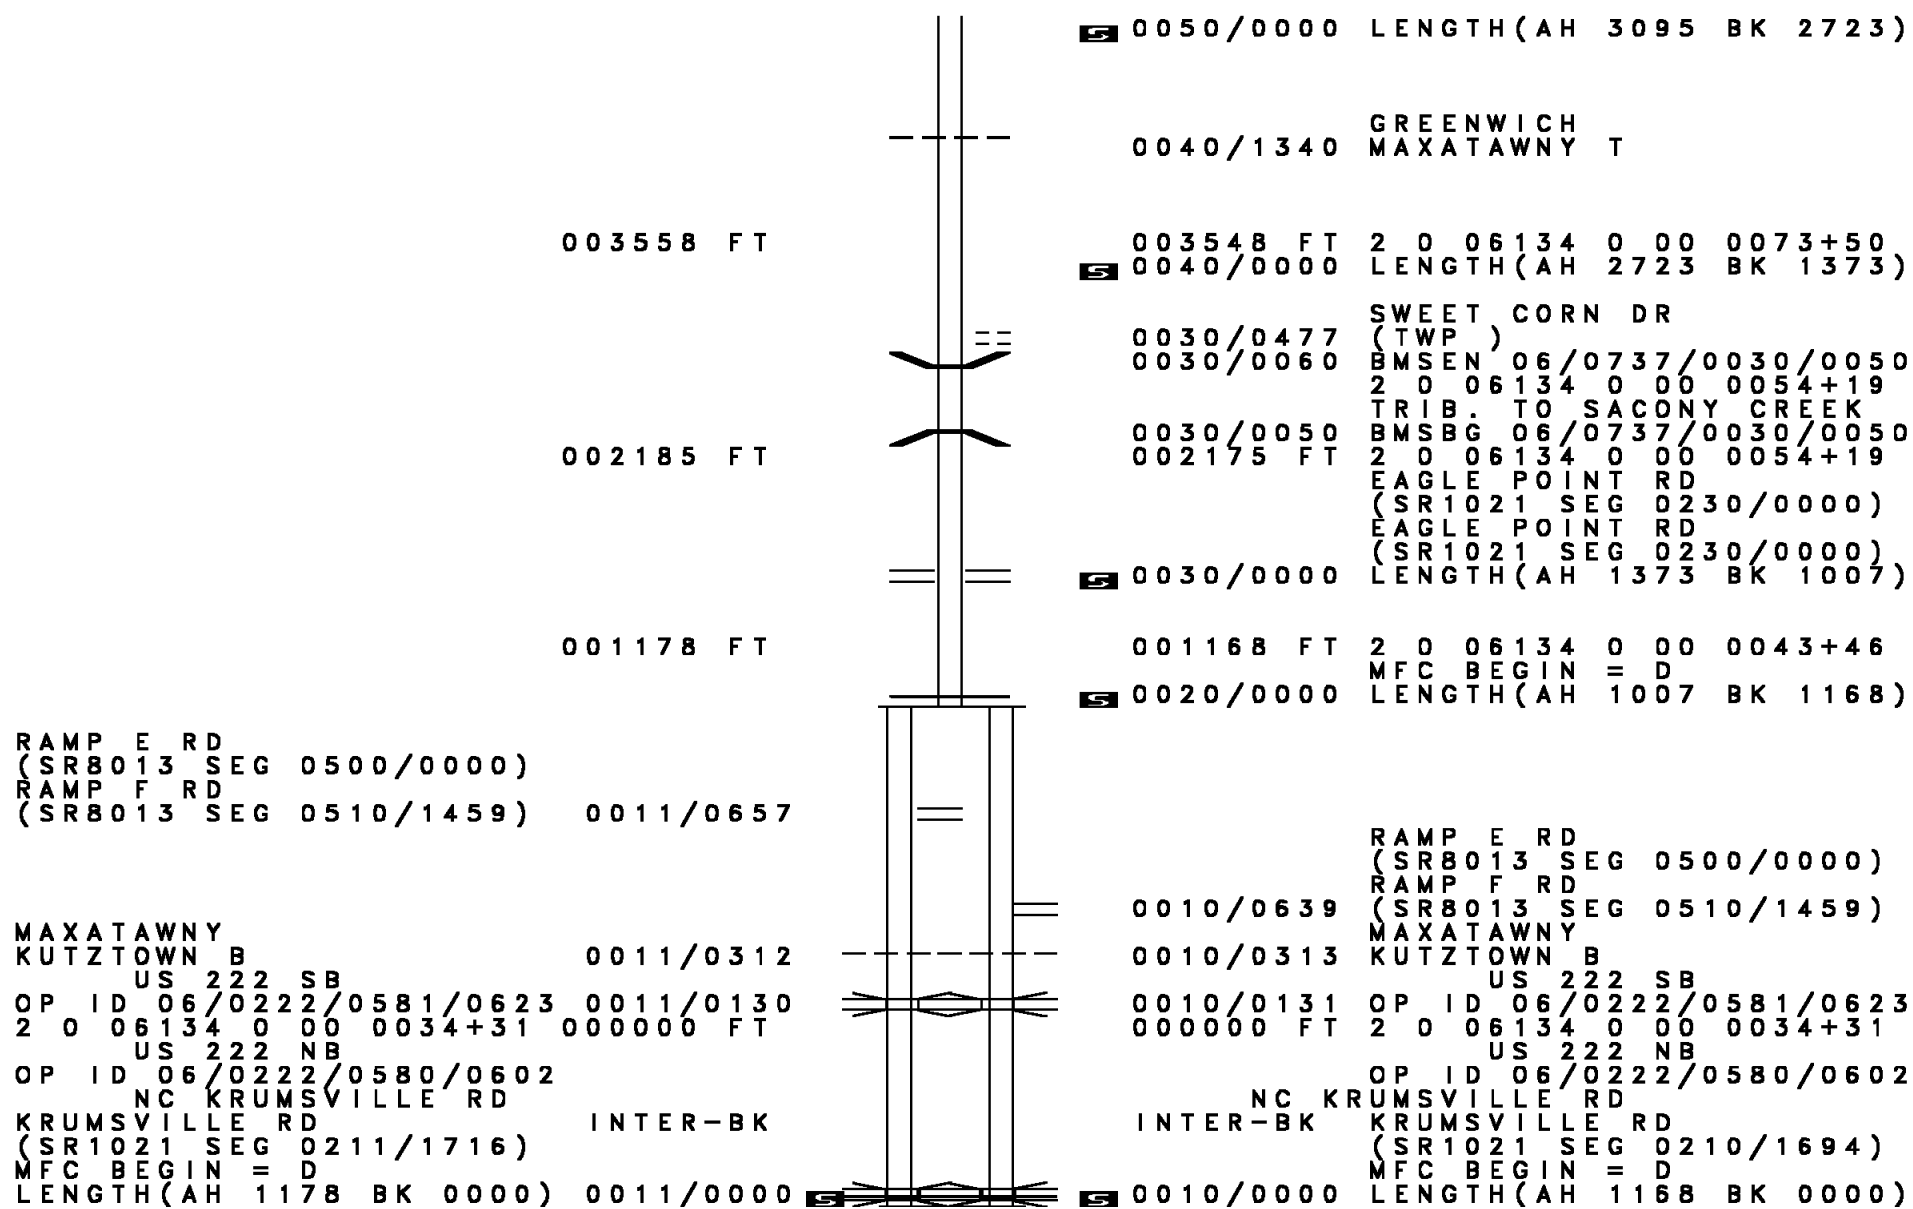 0050/0000 LENGTH(AH 3095 BK 2723)
GREENWICH
0040/1340 MAXATAWNY T
003558 FT 003548 FT 2 0 06134 0 00 0073+50
0040/0000 LENGTH(AH 2723 BK 1373)
SWEET CORN DR
0030/0477 (TWP )
0030/0060 BMSEN 06/0737/0030/0050
2 0 06134 0 00 0054+19
TRIB. TO SACONY CREEK
0030/0050 BMSBG 06/0737/0030/0050
002185 FT 002175 FT 2 0 06134 0 00 0054+19
EAGLE POINT RD
(SR1021 SEG 0230/0000)
EAGLE POINT RD
(SR1021 SEG 0230/0000)
0030/0000 LENGTH(AH 1373 BK 1007)
001178 FT 001168 FT 2 0 06134 0 00 0043+46
MFC BEGIN = D
0020/0000 LENGTH(AH 1007 BK 1168)
RAMP E RD
(SR8013 SEG 0500/0000)
RAMP F RD
(SR8013 SEG 0510/1459) 0011/0657
RAMP E RD
(SR8013 SEG 0500/0000)
RAMP F RD
0010/0639 (SR8013 SEG 0510/1459)
MAXATAWNY MAXATAWNY
KUTZTOWN B 0011/0312 0010/0313 KUTZTOWN B
US 222 SB US 222 SB
OP ID 06/0222/0581/0623 0011/0130 0010/0131 OP ID 06/0222/0581/0623
2 0 06134 0 00 0034+31 000000 FT 000000 FT 2 0 06134 0 00 0034+31
US 222 NB US 222 NB
OP ID 06/0222/0580/0602 OP ID 06/0222/0580/0602
NC KRUMSVILLE RD NC KRUMSVILLE RD
KRUMSVILLE RD INTER-BK INTER-BK KRUMSVILLE RD
(SR1021 SEG 0211/1716) (SR1021 SEG 0210/1694)
MFC BEGIN = D MFC BEGIN = D
LENGTH(AH 1178 BK 0000) 0011/0000 S S 0010/0000 LENGTH(AH 1168 BK 0000)